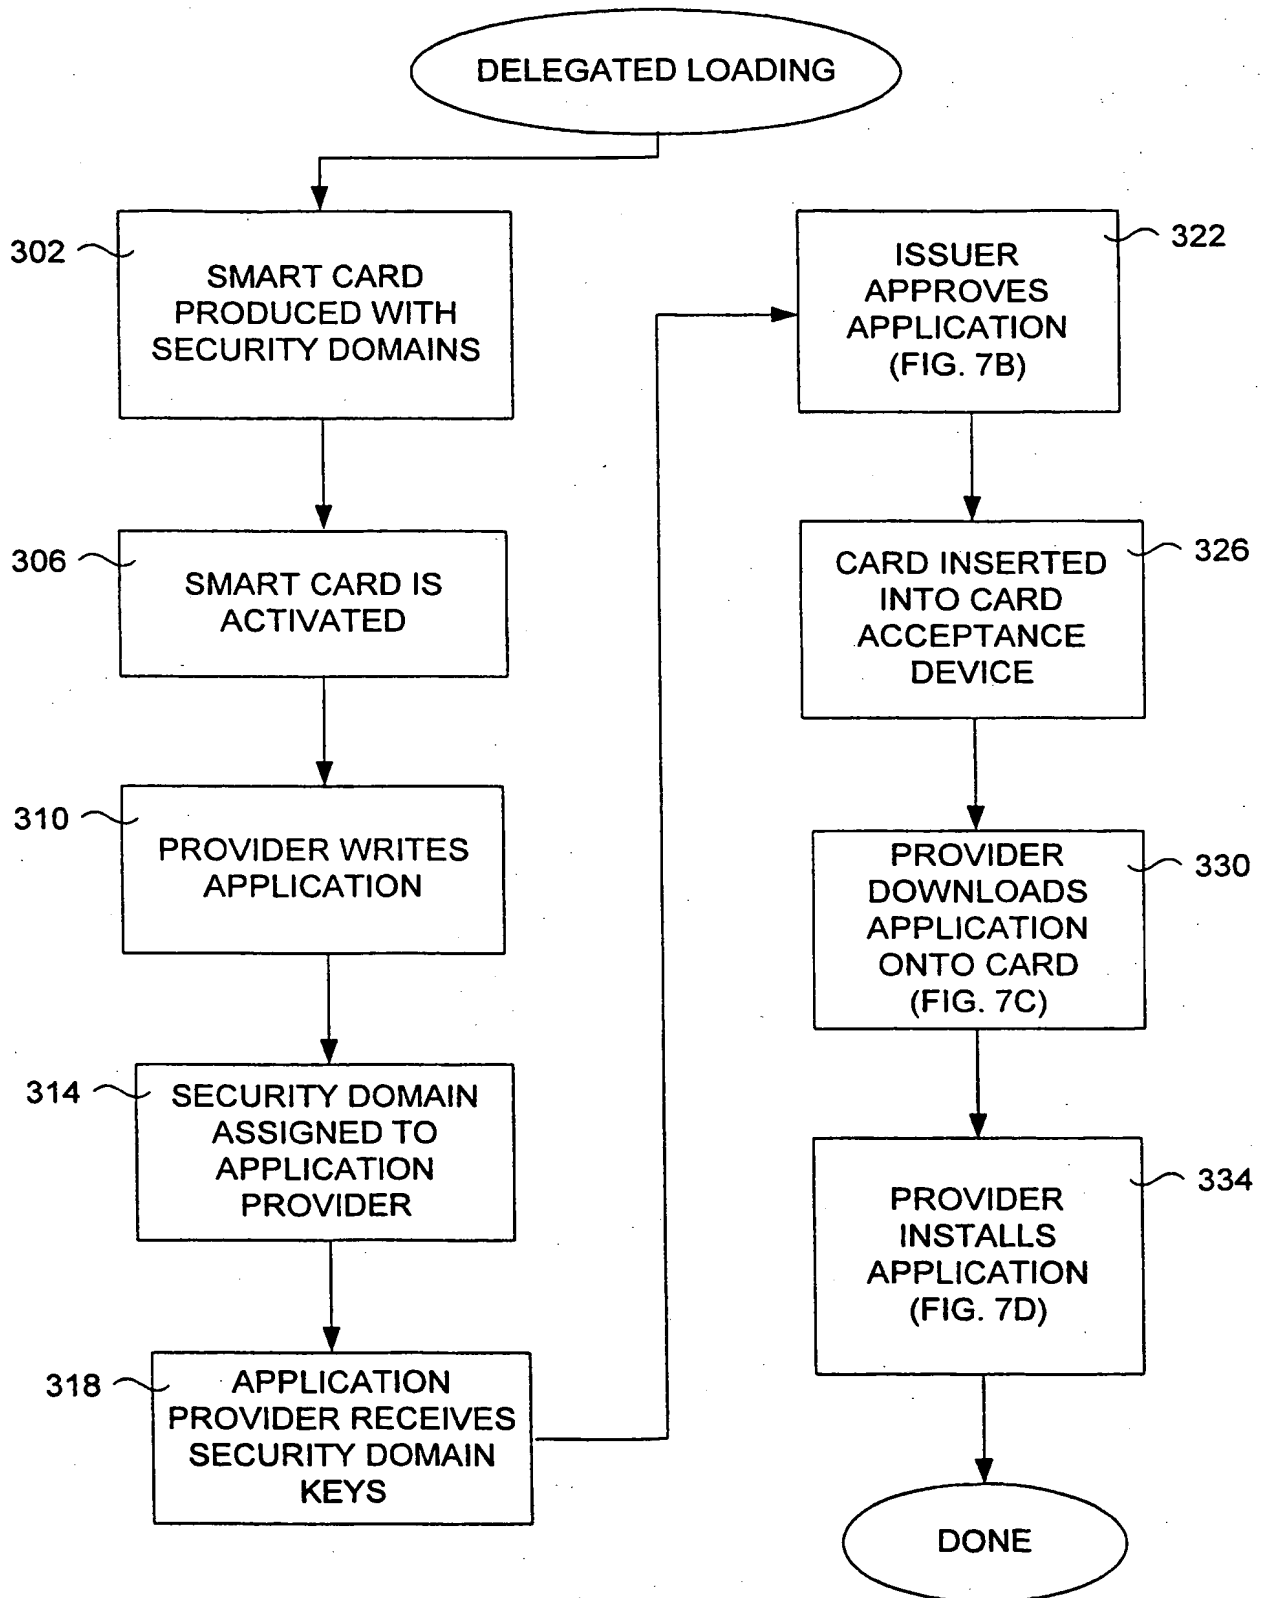 DELEGATED LOADING
302
SMART CARD
PRODUCED WITH
SECURITY DOMAINS
306
SMART CARD IS
ACTIVATED
310
PROVIDER WRITES
APPLICATION
314
SECURITY DOMAIN
ASSIGNED TO
APPLICATION
PROVIDER
318
APPLICATION
PROVIDER RECEIVES
SECURITY DOMAIN
KEYS
322
ISSUER
APPROVES
APPLICATION
(FIG. 7B)
326
CARD INSERTED
INTO CARD
ACCEPTANCE
DEVICE
330
PROVIDER
DOWNLOADS
APPLICATION
ONTO CARD
(FIG. 7C)
334
PROVIDER
INSTALLS
APPLICATION
(FIG. 7D)
DONE